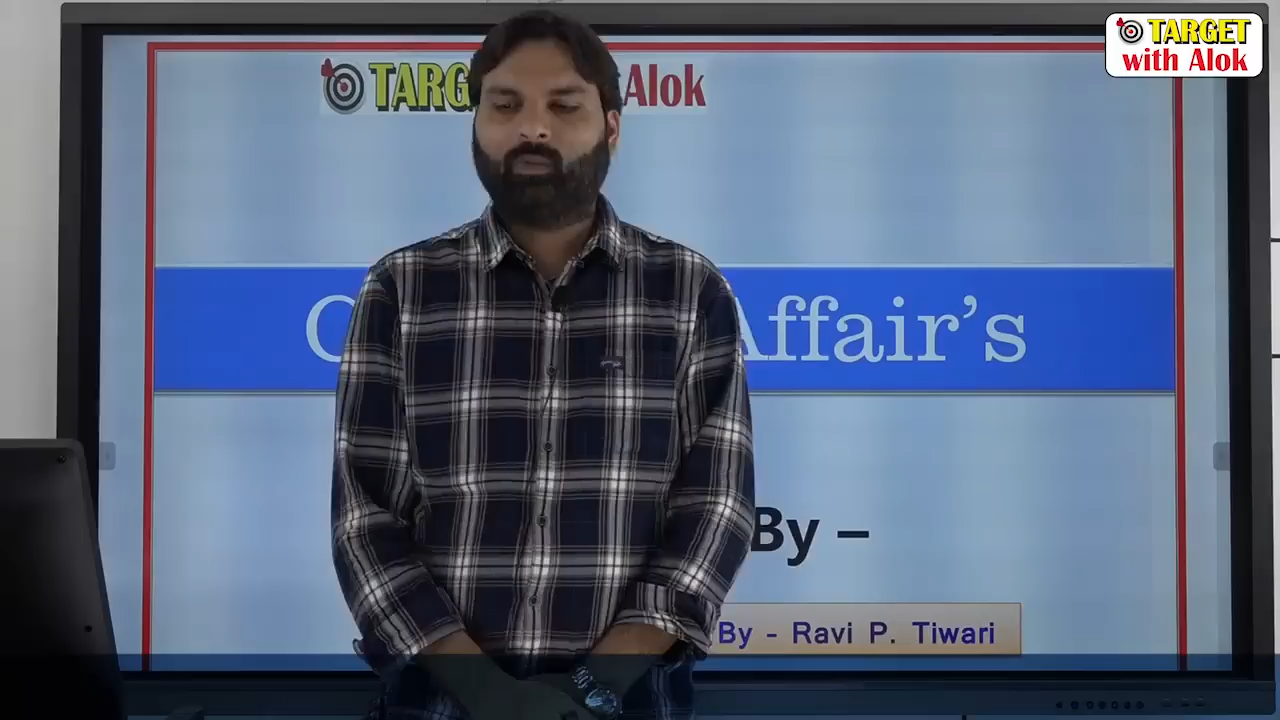 TARGET
with Alok
TARG Alok
C Affair's
By –
By - Ravi P. Tiwari